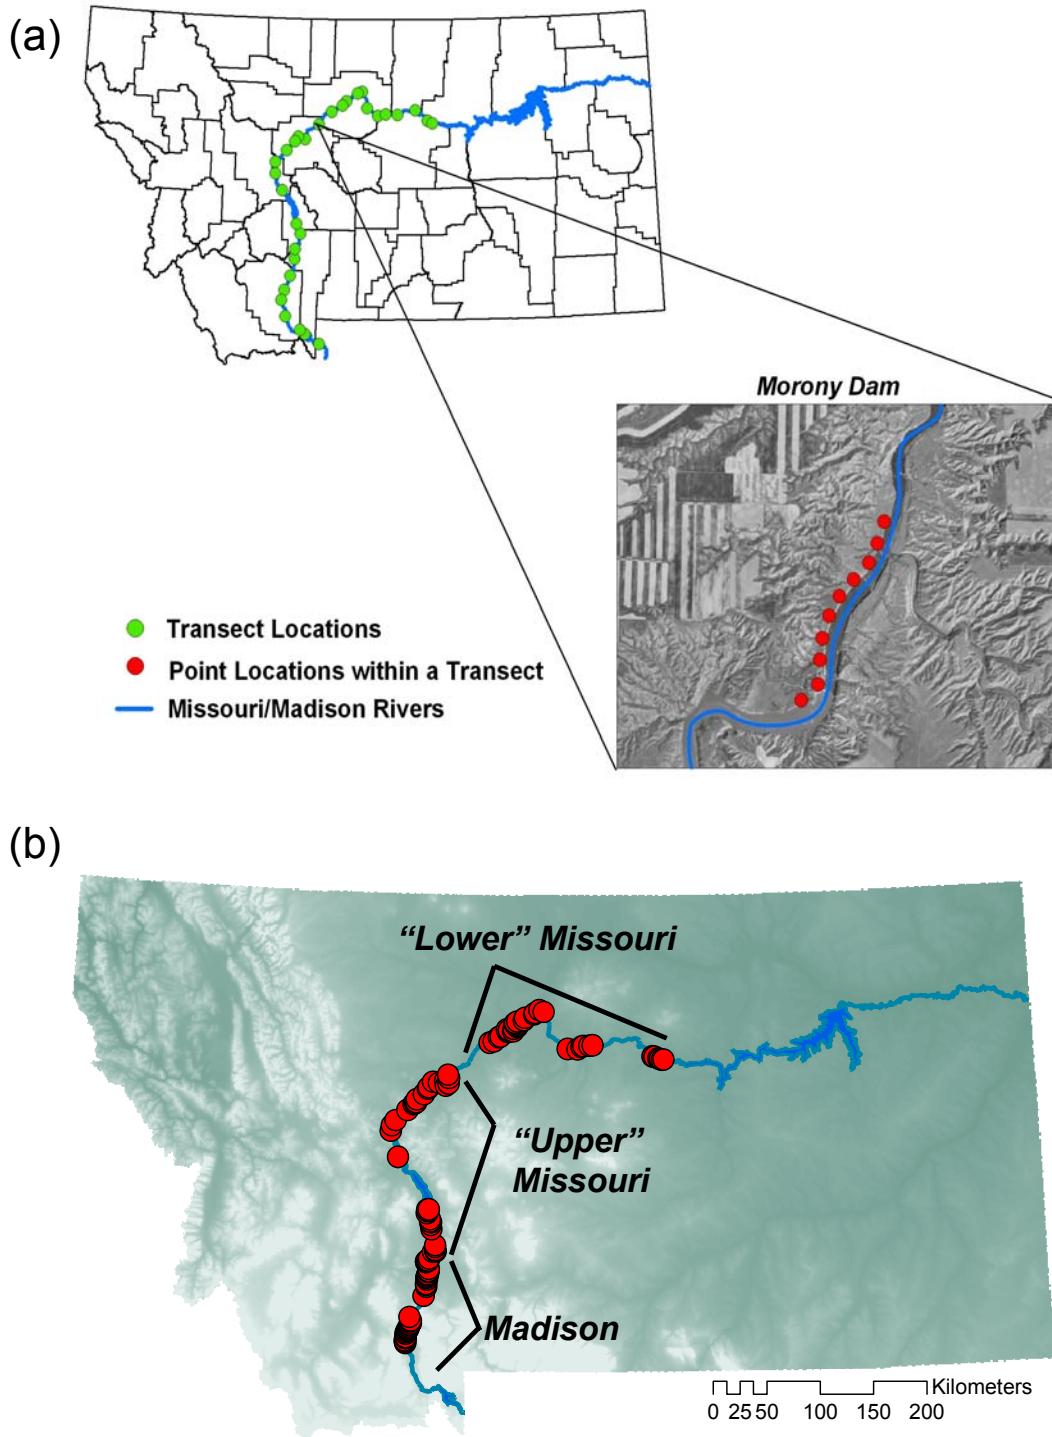 (a)
Morony Dam
Transect Locations
Point Locations within a Transect
Missouri/Madison Rivers
(b)
“Lower” Missouri
“Upper”
Missouri
Madison
Kilometers
0 25 50 100 150 200